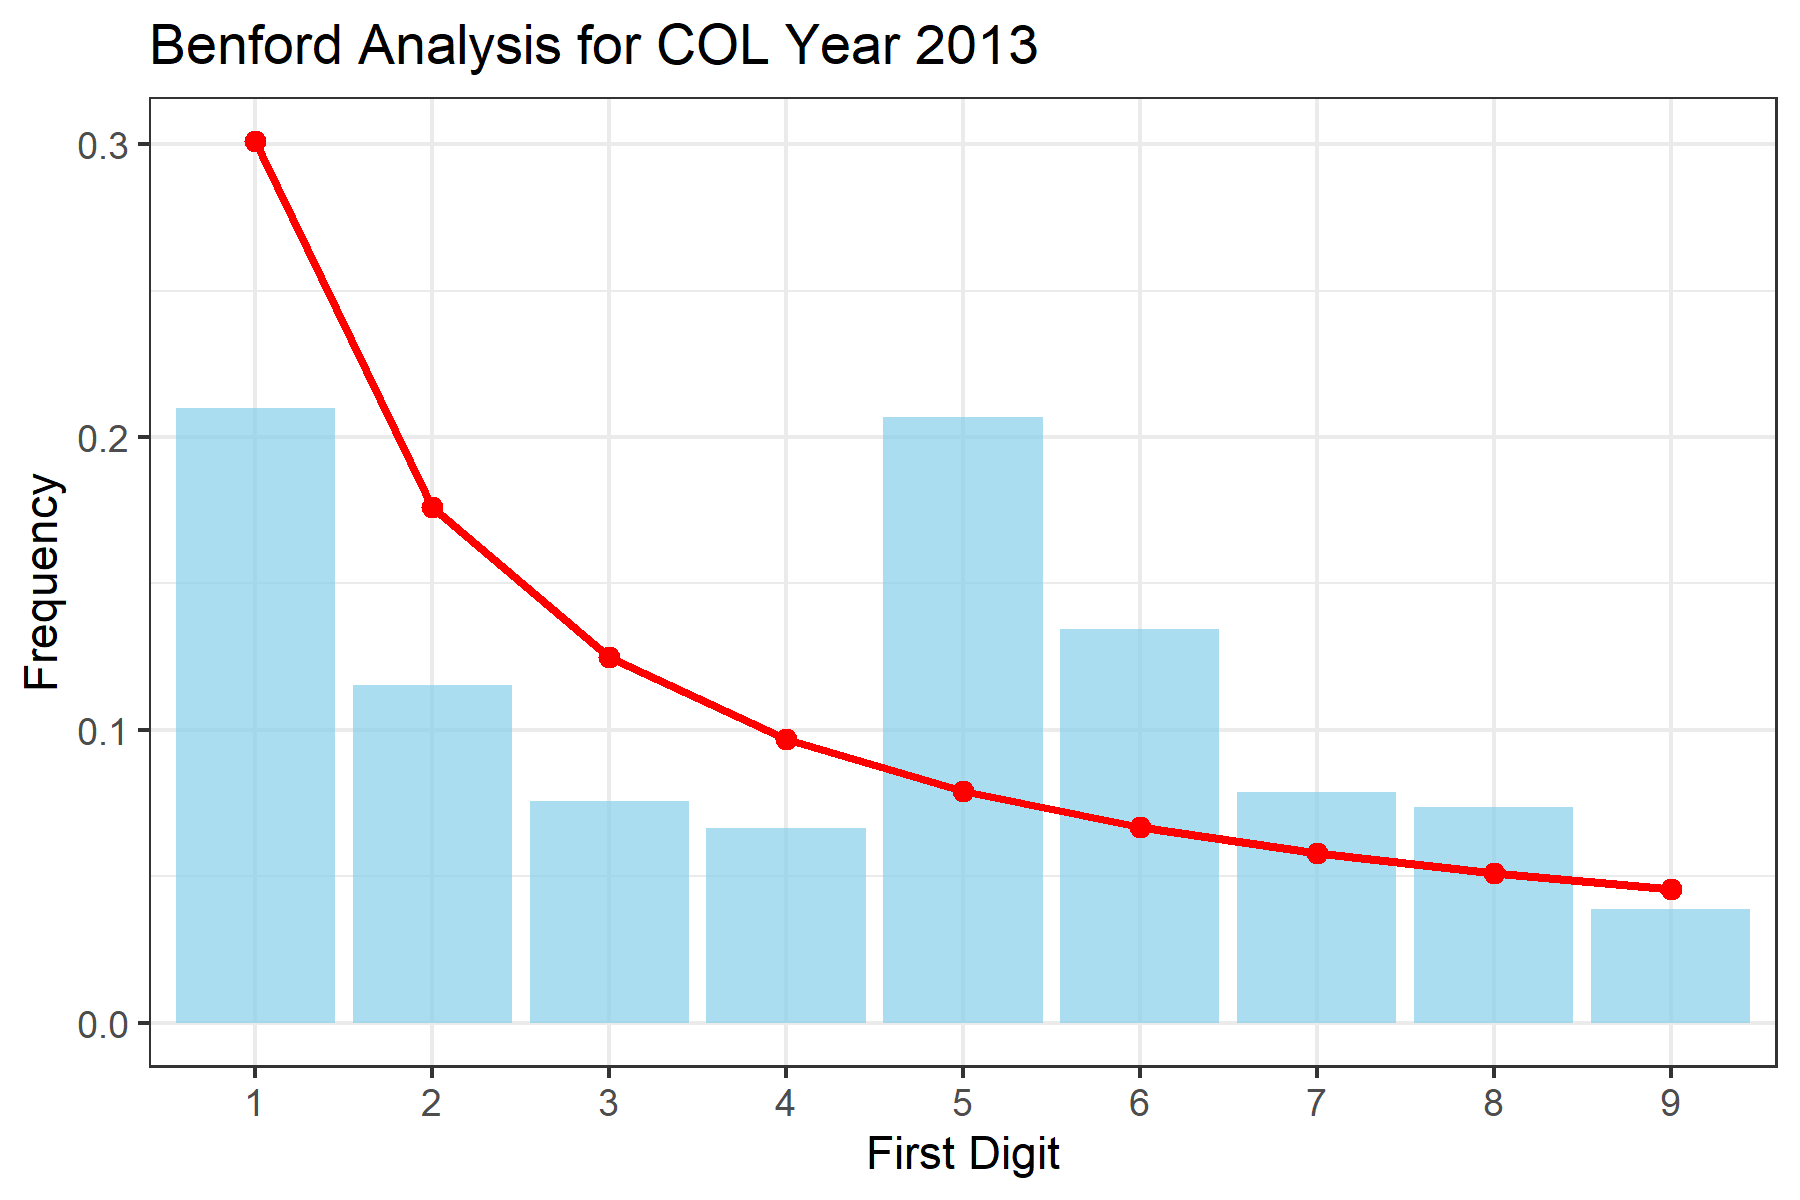 Benford Analysis for COL Year 2013
Frequency
0.3
0.2
0.1
0.0
1 2 3 4 5 6 7 8 9
First Digit